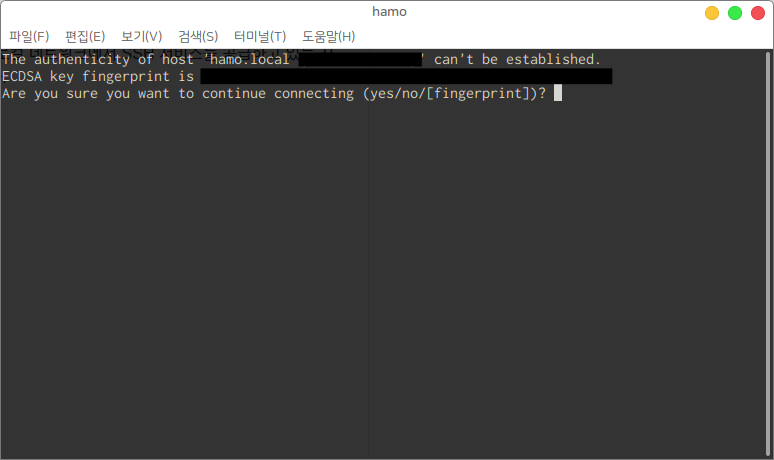 hamo
파일(F) 편집(E) 보기(V) 검색(S) 터미널(T) 도움말(H)
The authenticity of host 'hamo.local ' can't be established.
ECDSA key fingerprint is
Are you sure you want to continue connecting (yes/no/[fingerprint])?